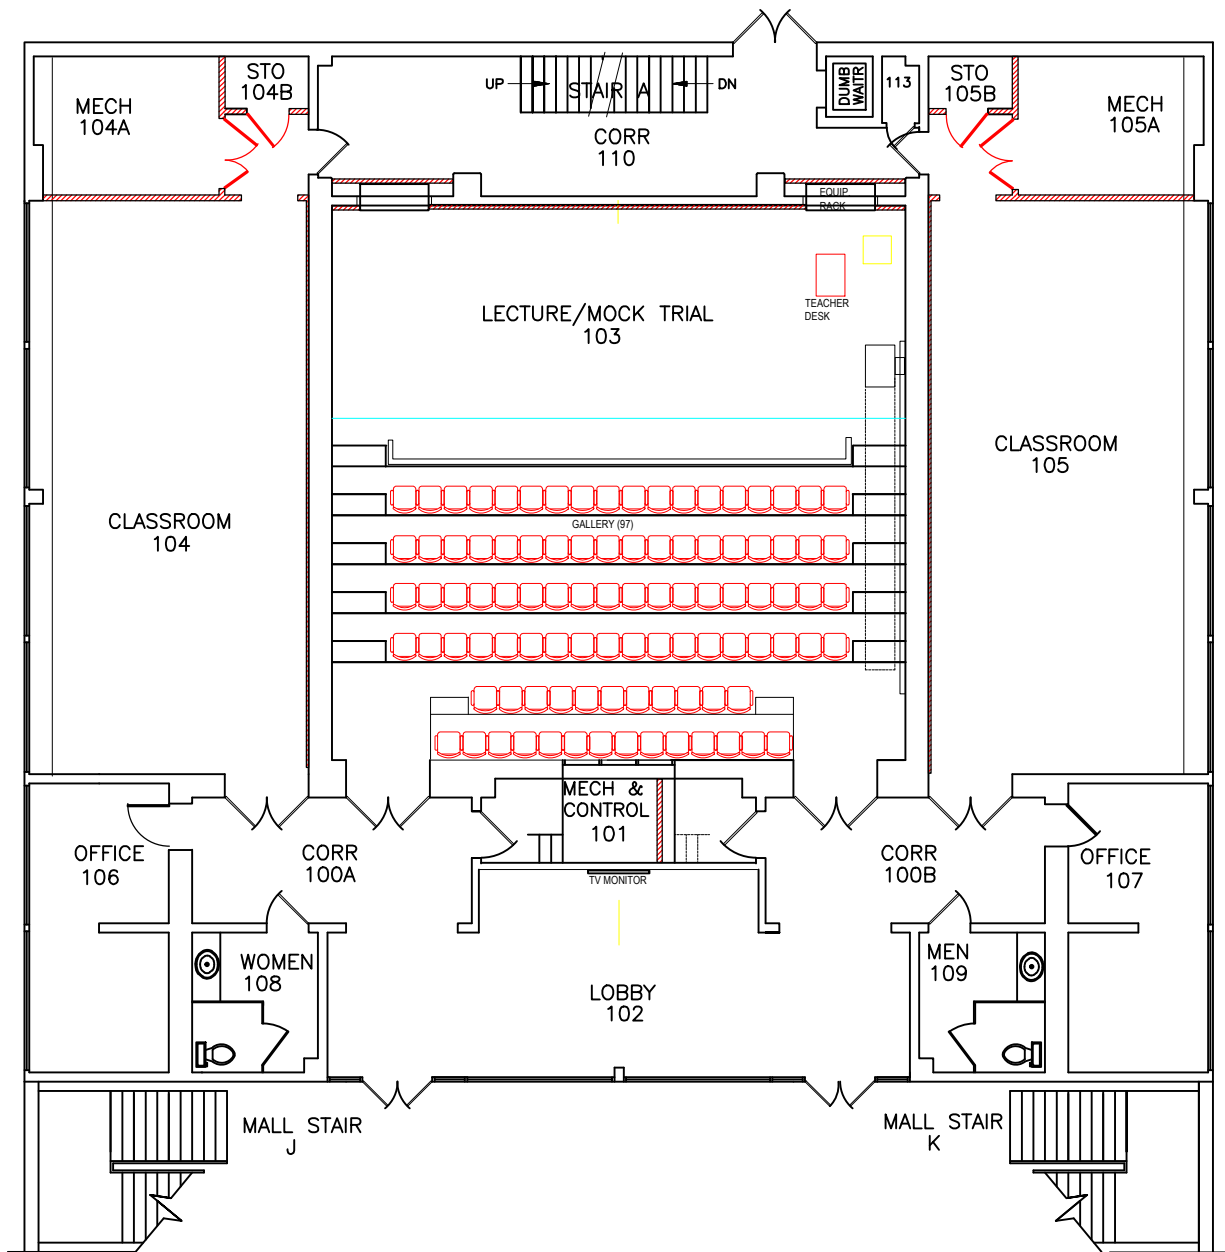 STO
104B
UP
STAIR A
DN
DUMB
WAITR
113
STO
105B
MECH
104A
CORR
110
MECH
105A
EQUIP
RACK
LECTURE/MOCK TRIAL
103
TEACHER
DESK
CLASSROOM
105
CLASSROOM
104
GALLERY (97)
MECH &
CONTROL
101
OFFICE
106
CORR
100A
TV MONITOR
CORR
100B
OFFICE
107
WOMEN
108
MEN
109
LOBBY
102
MALL STAIR
J
MALL STAIR
K